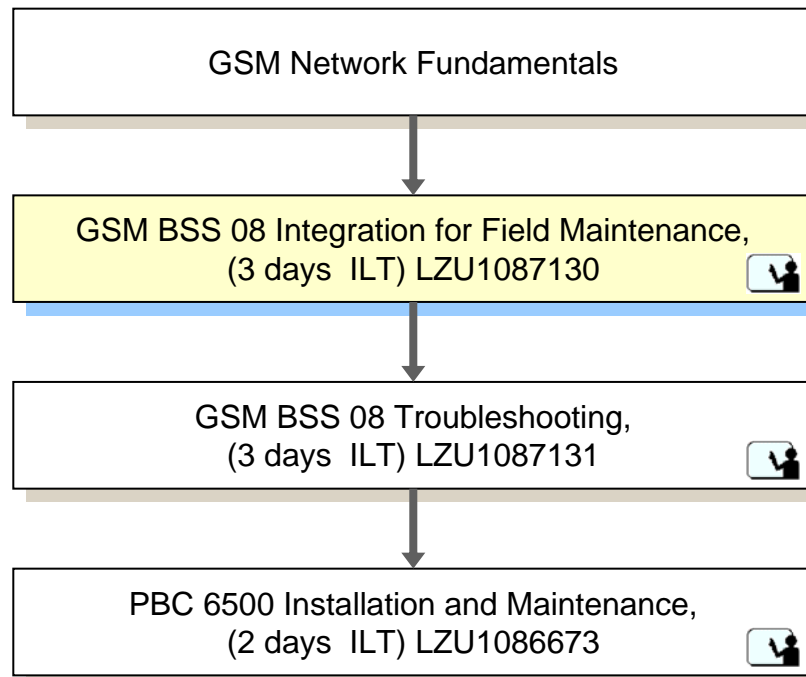 GSM Network Fundamentals
GSM BSS 08 Integration for Field Maintenance,
(3 days  ILT) LZU1087130
GSM BSS 08 Troubleshooting,
(3 days  ILT) LZU1087131
PBC 6500 Installation and Maintenance,
(2 days  ILT) LZU1086673